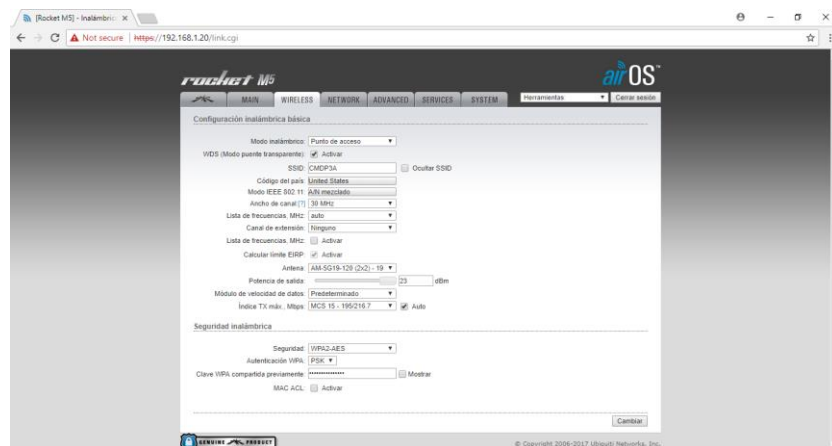 [Rocket M5] - Inalámbric
Not secure | https://192.168.1.20/link.cgi
rocket M5
airOS™
MAIN WIRELESS NETWORK ADVANCED SERVICES SYSTEM Herramientas Cerrar sesión
Configuración inalámbrica básica
Modo inalámbrico: Punto de acceso
WDS (Modo puente transparente): Activar
SSID: CMDP3A Ocultar SSID
Código del país: United States
Modo IEEE 802.11: A/N mezclado
Ancho de canal:[?] 30 MHz
Lista de frecuencias, MHz: auto
Canal de extensión: Ninguno
Lista de frecuencias, MHz: Activar
Calcular límite EIRP: Activar
Antena: AM-5G19-120 (2x2) - 19
Potencia de salida: 23 dBm
Módulo de velocidad de datos: Predeterminado
Índice TX máx., Mbps: MCS 15 - 195/216.7 Auto
Seguridad inalámbrica
Seguridad: WPA2-AES
Autenticación WPA: PSK
Clave WPA compartida previamente: ••••••••••••••• Mostrar
MAC ACL: Activar
Cambiar
GENUINE PRODUCT
© Copyright 2006-2017 Ubiquiti Networks, Inc.